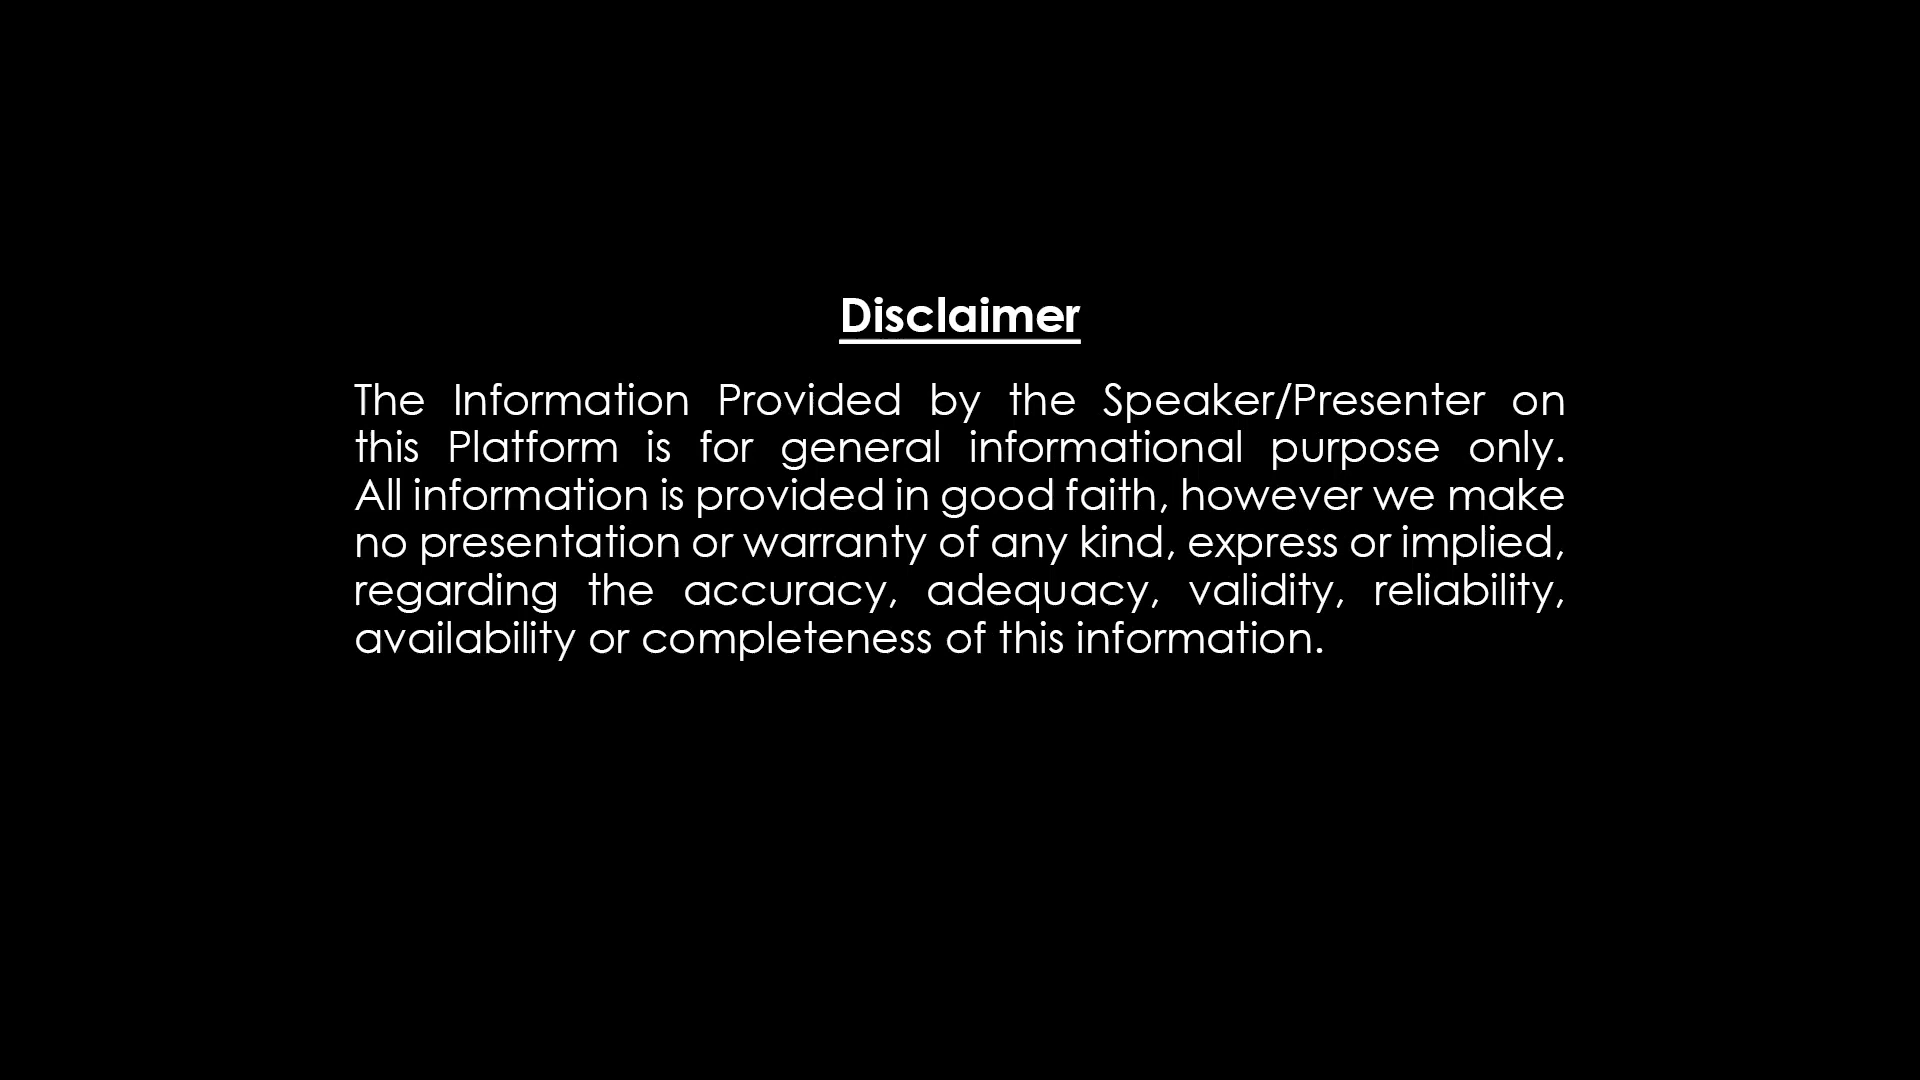 Disclaimer
The Information Provided by the Speaker/Presenter on
this Platform is for general informational purpose only.
All information is provided in good faith, however we make
no presentation or warranty of any kind, express or implied,
regarding the accuracy, adequacy, validity, reliability,
availability or completeness of this information.